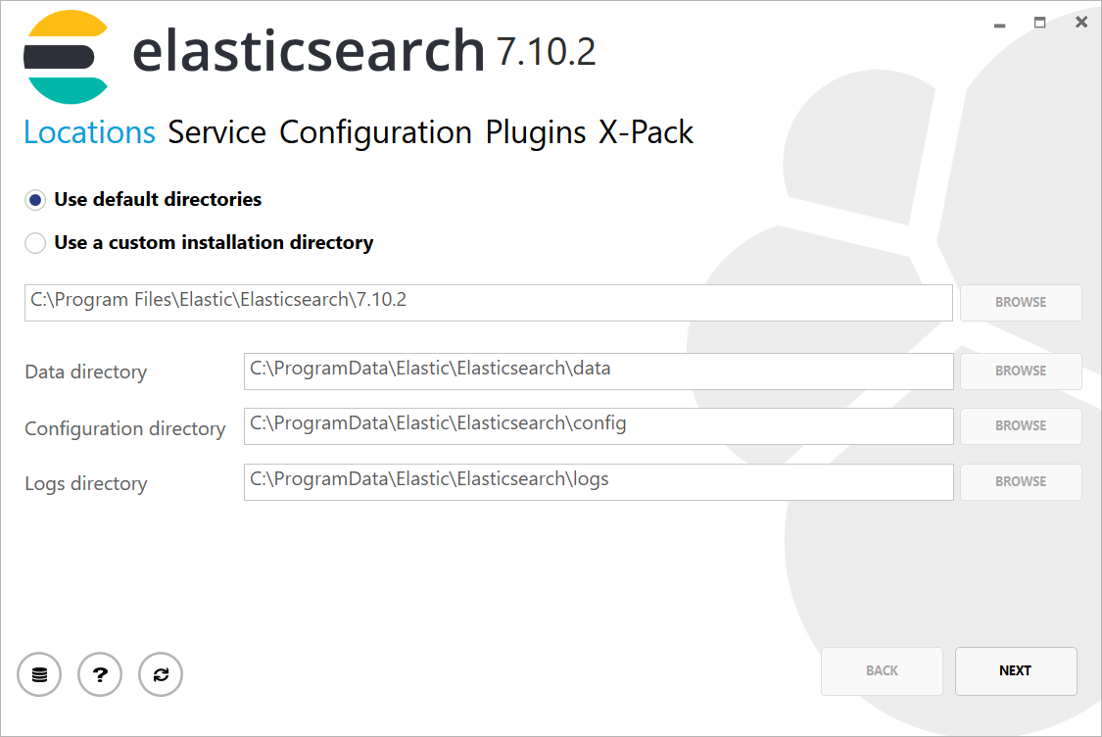 elasticsearch 7.10.2
Locations Service Configuration Plugins X-Pack
Use default directories
Use a custom installation directory
C:\Program Files\Elastic\Elasticsearch\7.10.2 BROWSE
Data directory C:\ProgramData\Elastic\Elasticsearch\data BROWSE
Configuration directory C:\ProgramData\Elastic\Elasticsearch\config BROWSE
Logs directory C:\ProgramData\Elastic\Elasticsearch\logs BROWSE
? BACK NEXT